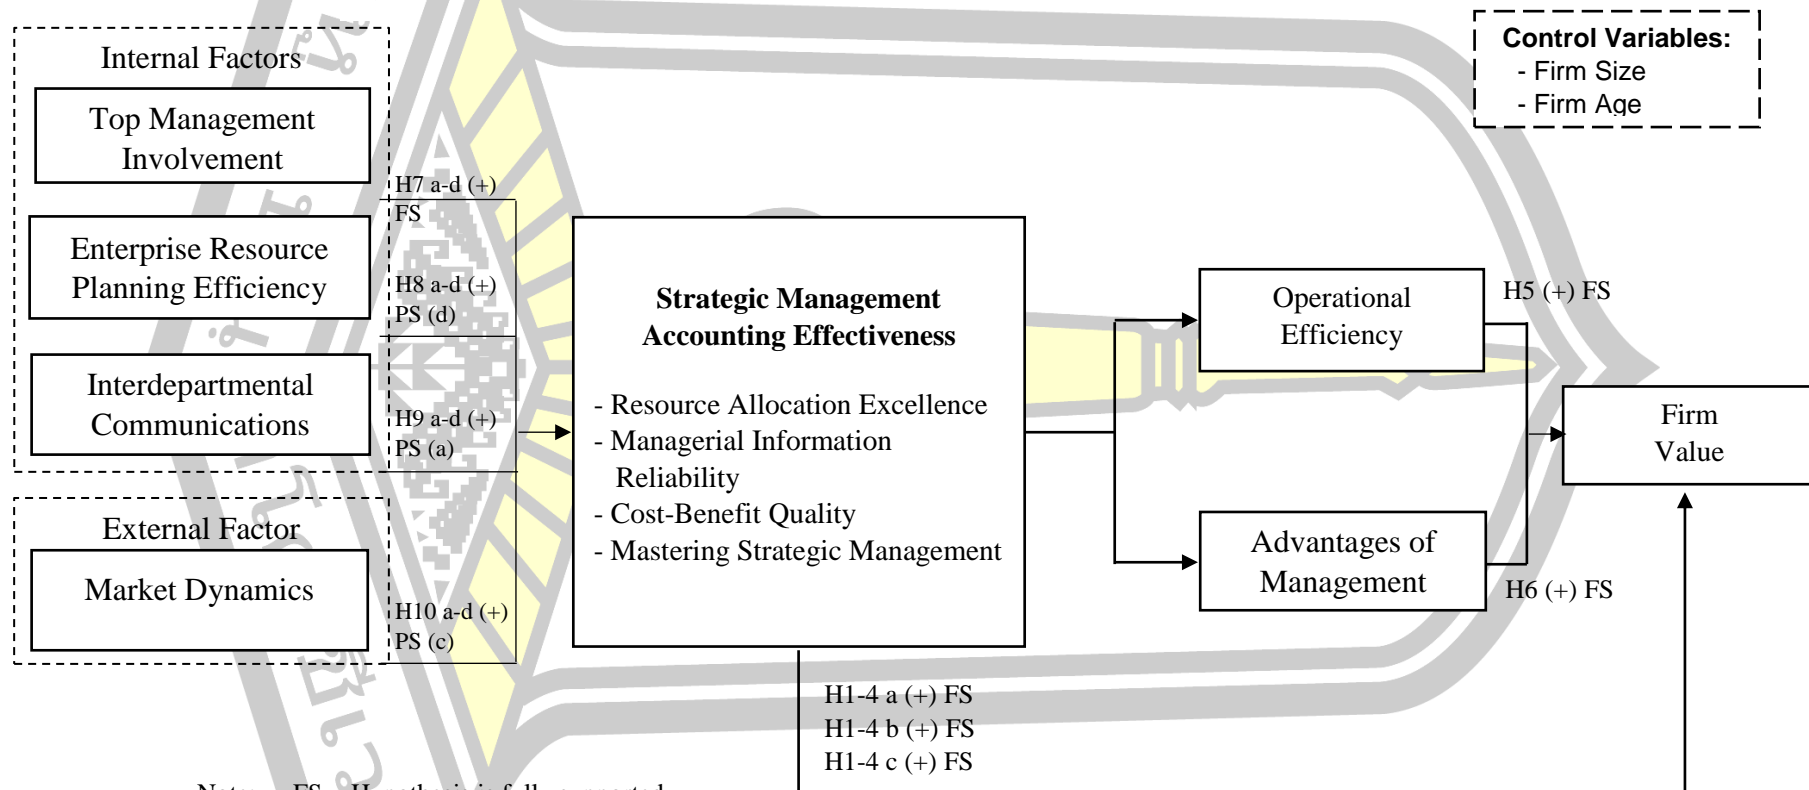 Control Variables:
- Firm Size
- Firm Age
Internal Factors
Top Management
Involvement
H7 a-d (+)
FS
Enterprise Resource
Planning Efficiency
H8 a-d (+)
PS (d)
Interdepartmental
Communications
H9 a-d (+)
PS (a)
External Factor
Market Dynamics
H10 a-d (+)
PS (c)
Strategic Management
Accounting Effectiveness
- Resource Allocation Excellence
- Managerial Information
Reliability
- Cost-Benefit Quality
- Mastering Strategic Management
Operational
Efficiency
H5 (+) FS
Advantages of
Management
H6 (+) FS
Firm
Value
H1-4 a (+) FS
H1-4 b (+) FS
H1-4 c (+) FS